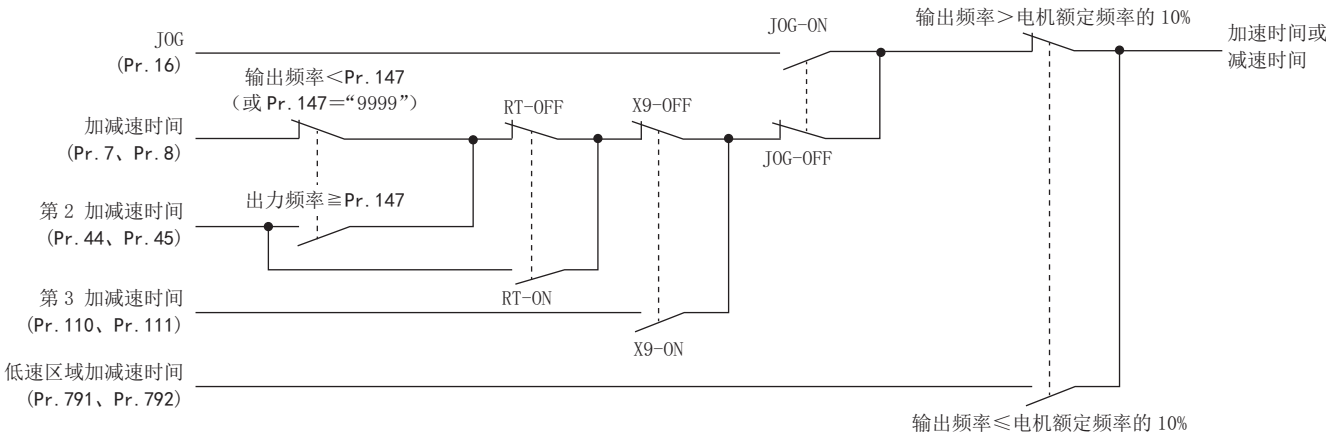 输出频率＞电机额定频率的 10%
JOG-ON
JOG
(Pr.16)
加速时间或
减速时间
输出频率＜Pr.147
（或 Pr.147＝“9999”）
RT-OFF
X9-OFF
加减速时间
(Pr.7、Pr.8)
JOG-OFF
出力频率≧Pr.147
第2 加减速时间
(Pr.44、Pr.45)
RT-ON
第3 加减速时间
(Pr.110、Pr.111)
X9-ON
低速区域加减速时间
(Pr.791、Pr.792)
输出频率≤电机额定频率的 10%